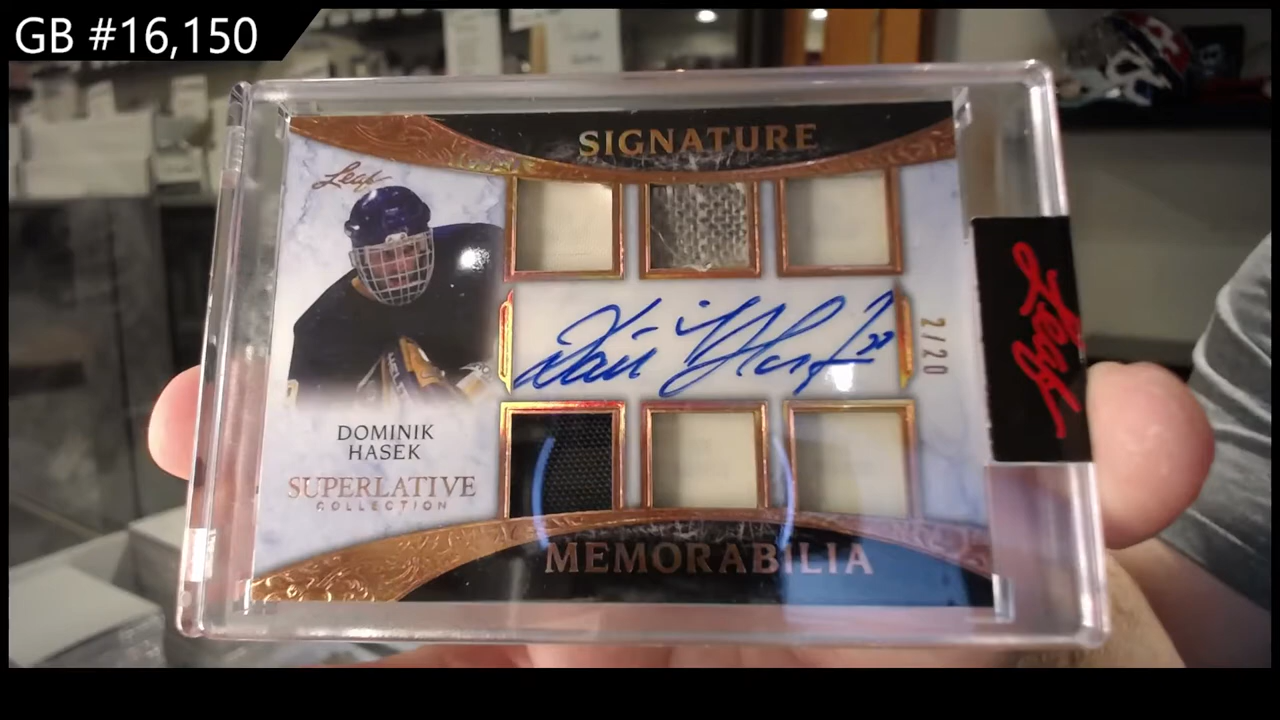 GB #16,150
SIGNATURE
Leaf
2/20
Leaf
DOMINIK
HASEK
SUPERLATIVE
COLLECTION
MEMORABILIA